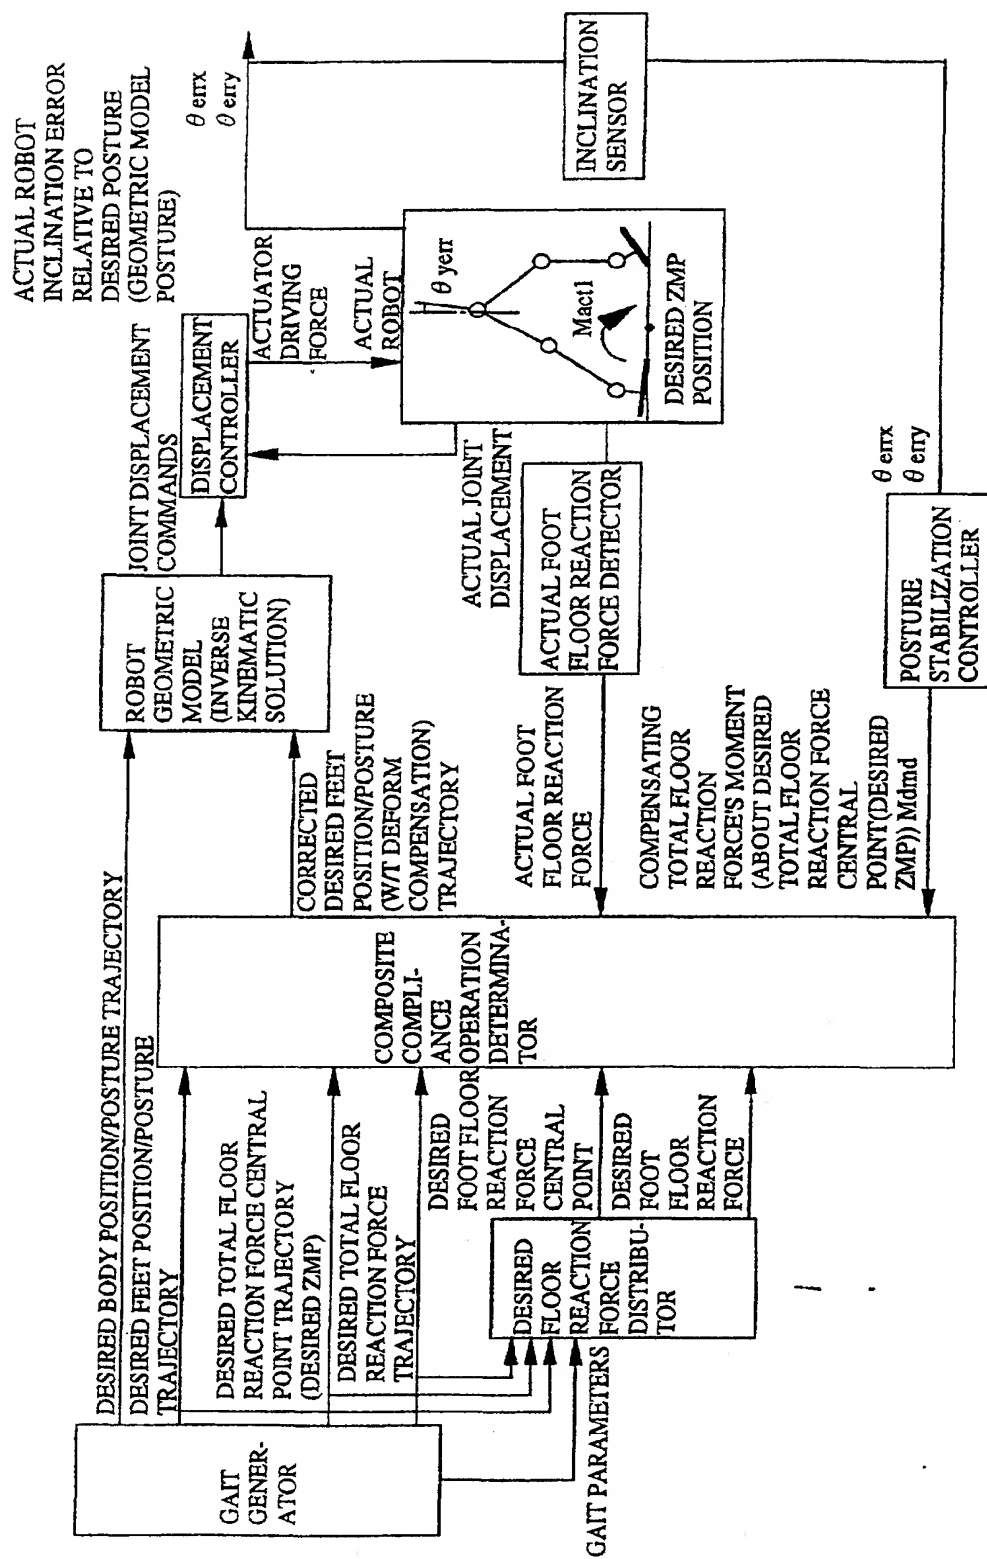 GAIT
GENER-
ATOR
DESIRED BODY POSITION/POSTURE TRAJECTORY
DESIRED FEET POSITION/POSTURE
TRAJECTORY
DESIRED TOTAL FLOOR
REACTION FORCE CENTRAL
POINT TRAJECTORY
(DESIRED ZMP)
DESIRED TOTAL FLOOR
REACTION FORCE
TRAJECTORY
GAIT PARAMETERS
DESIRED
FLOOR
REACTION
FORCE
DISTRIBU-
TOR
DESIRED
FOOT FLOOR
REACTION
FORCE
CENTRAL
POINT
DESIRED
FOOT
FLOOR
REACTION
FORCE
COMPOSITE
COMPLI-
ANCE
OPERATION
DETERMINA-
TOR
CORRECTED
DESIRED FEET
POSITION/POSTURE
(W/T DEFORM
COMPENSATION)
TRAJECTORY
ROBOT
GEOMETRIC
MODEL
(INVERSE
KINEMATIC
SOLUTION)
JOINT DISPLACEMENT
COMMANDS
DISPLACEMENT
CONTROLLER
ACTUATOR
DRIVING
FORCE
ACTUAL
ROBOT
ACTUAL ROBOT
INCLINATION ERROR
RELATIVE TO
DESIRED POSTURE
(GEOMETRIC MODEL
POSTURE)
θ errx
θ erry
θ yerr
Mact1
DESIRED ZMP
POSITION
ACTUAL JOINT
DISPLACEMENT
ACTUAL FOOT
FLOOR REACTION
FORCE DETECTOR
ACTUAL FOOT
FLOOR REACTION
FORCE
INCLINATION
SENSOR
θ errx
θ erry
POSTURE
STABILIZATION
CONTROLLER
COMPENSATING
TOTAL FLOOR
REACTION
FORCE'S MOMENT
(ABOUT DESIRED
TOTAL FLOOR
REACTION FORCE
CENTRAL
POINT(DESIRED
ZMP)) Mdmd